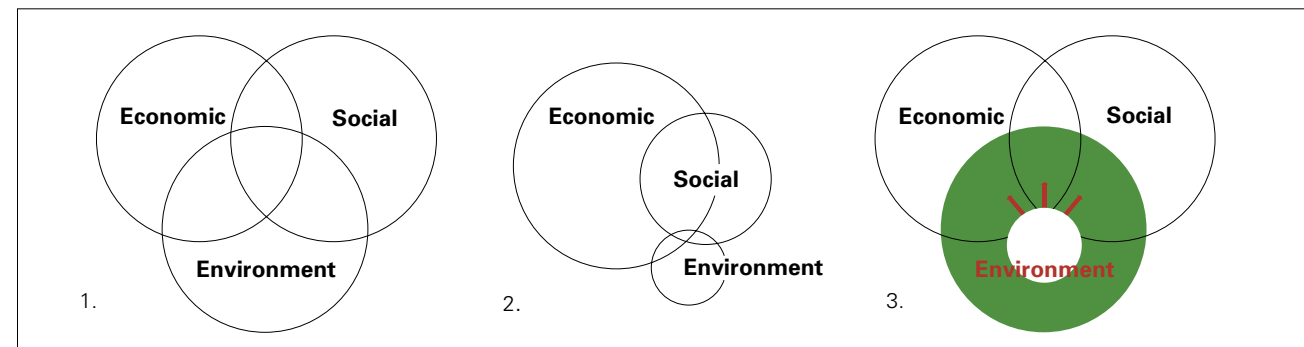 Economic
Social
Environment
1.
Economic
Social
Environment
2.
Economic
Social
Environment
3.